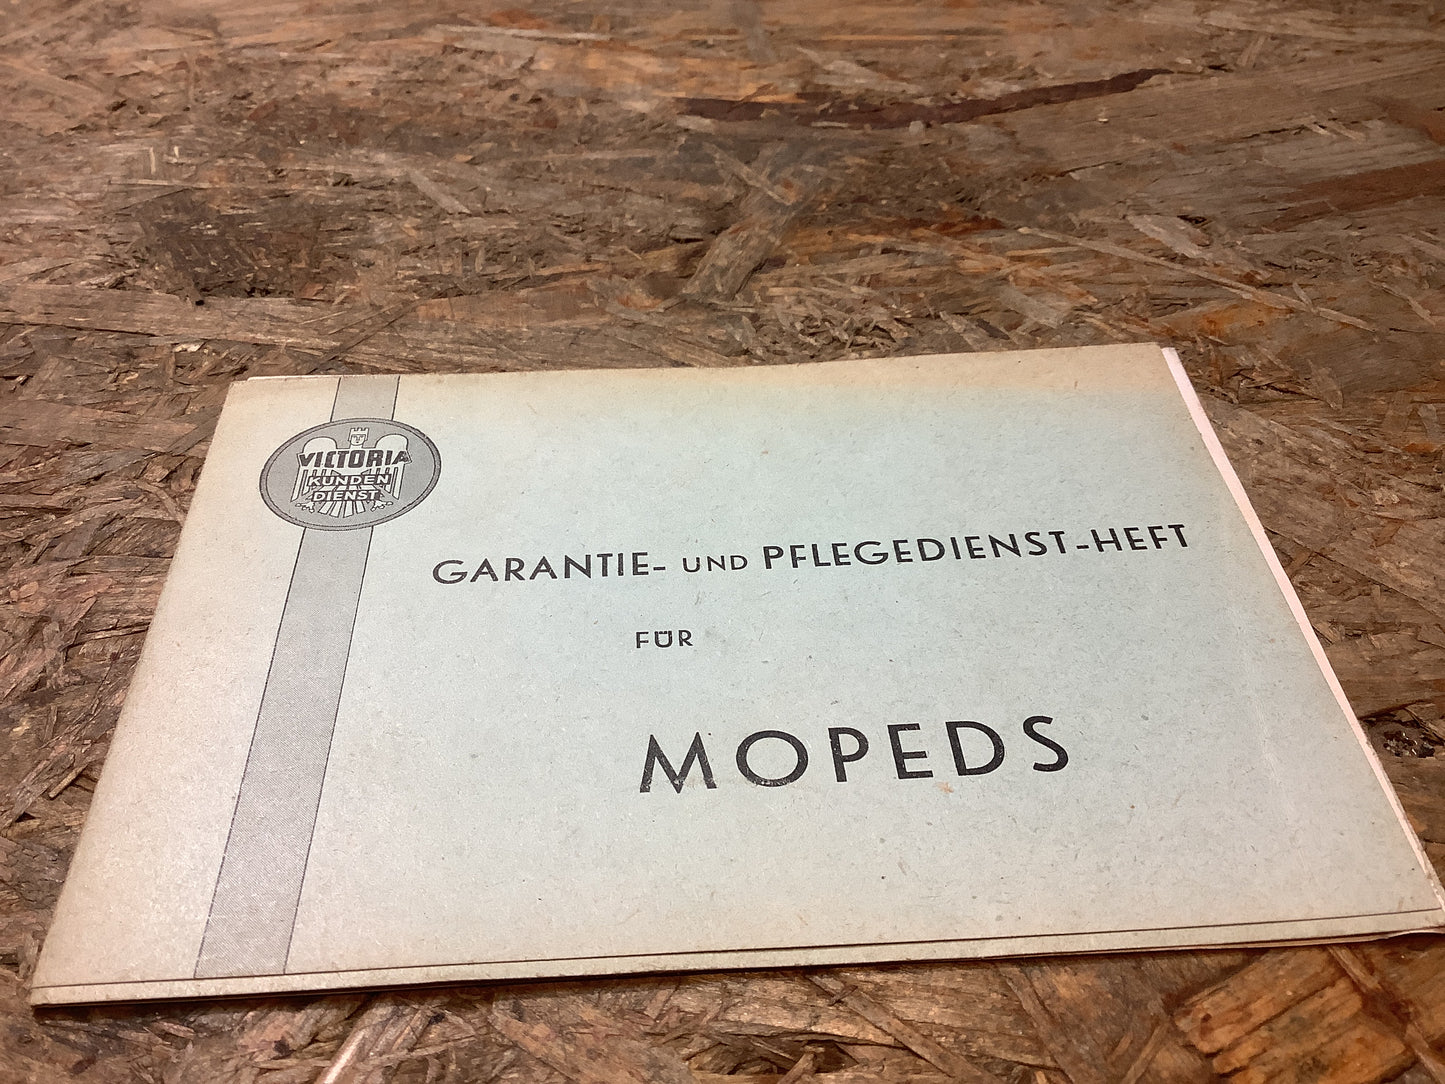 VICTORIA
KUNDEN
DIENST
GARANTIE- UND PFLEGEDIENST-HEFT
FÜR
MOPEDS